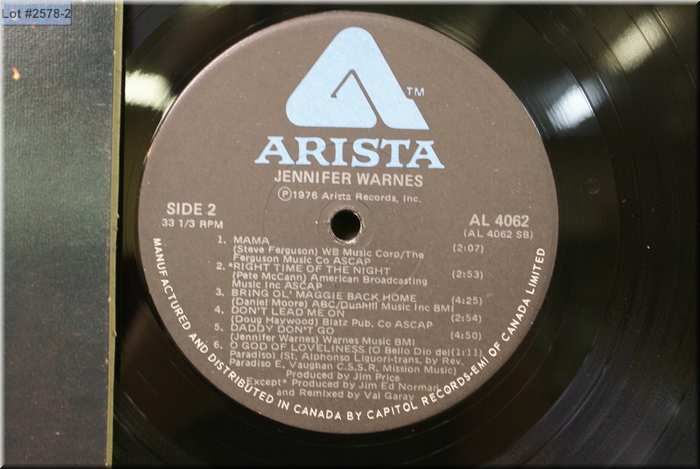 Lot #2578-2
TM
ARISTA
JENNIFER WARNES
Ⓟ1976 Arista Records, Inc.
SIDE 2
33 1/3 RPM
AL 4062
(AL 4062 SB)
1. MAMA
(Steve Ferguson) WB Music Corp/The (2:07)
Ferguson Music Co ASCAP
2. *RIGHT TIME OF THE NIGHT
(Pete McCann) American Broadcasting (2:53)
Music Inc ASCAP
3. BRING OL' MAGGIE BACK HOME
(Daniel Moore) ABC/Dunhill Music Inc BMI (4:25)
4. DON'T LEAD ME ON
(Doug Haywood) Blatz Pub. Co ASCAP (2:54)
5. DADDY DON'T GO
(Jennifer Warnes) Warnes Music BMI (4:50)
6. O GOD OF LOVELINESS (O Bello Dio del (1:11)
Paradiso) (St. Alphonso Liquori-trans, by Rev.
Paradiso E, Vaughan C.S.S.R, Mission Music)
Produced by Jim Price
Except* Produced by Jim Ed Norman
and Remixed by Val Garay
MANUFACTURED AND DISTRIBUTED IN CANADA BY CAPITOL RECORDS-EMI OF CANADA LIMITED